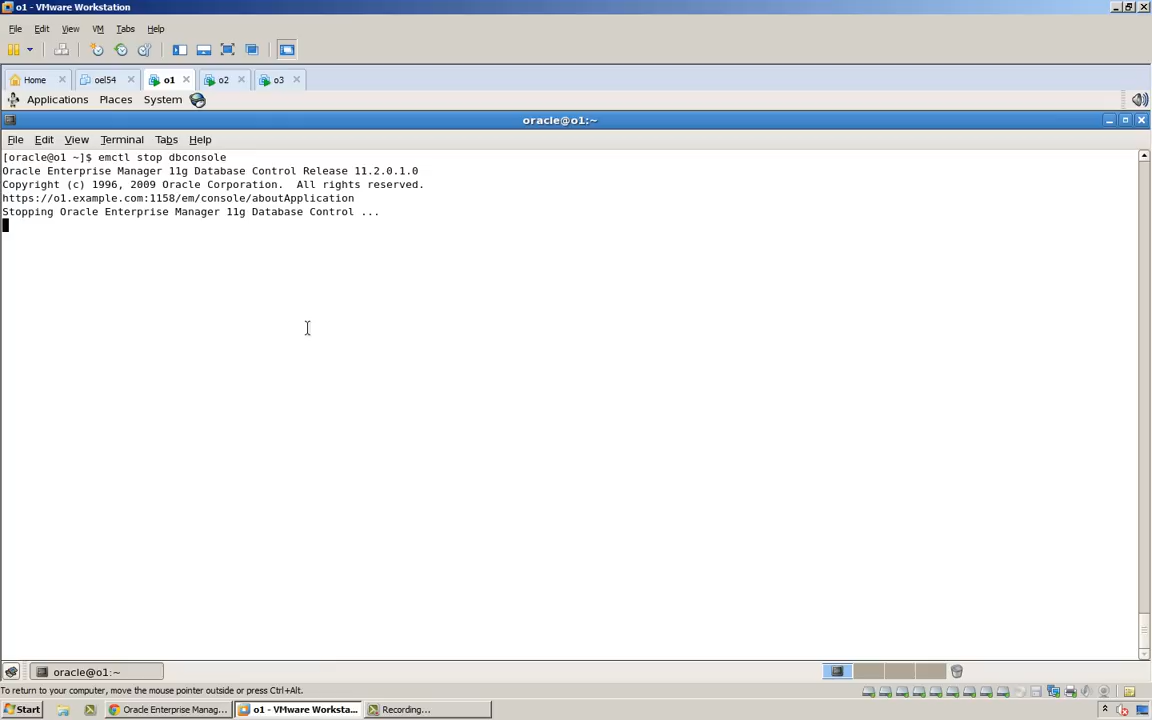 o1 - VMware Workstation
File Edit View VM Tabs Help
Home oel54 o1 o2 o3
Applications Places System
oracle@o1:~
File Edit View Terminal Tabs Help
[oracle@o1 ~]$ emctl stop dbconsole
Oracle Enterprise Manager 11g Database Control Release 11.2.0.1.0
Copyright (c) 1996, 2009 Oracle Corporation.  All rights reserved.
https://o1.example.com:1158/em/console/aboutApplication
Stopping Oracle Enterprise Manager 11g Database Control ...
oracle@o1:~
To return to your computer, move the mouse pointer outside or press Ctrl+Alt.
Start Oracle Enterprise Manag... o1 - VMware Worksta... Recording...